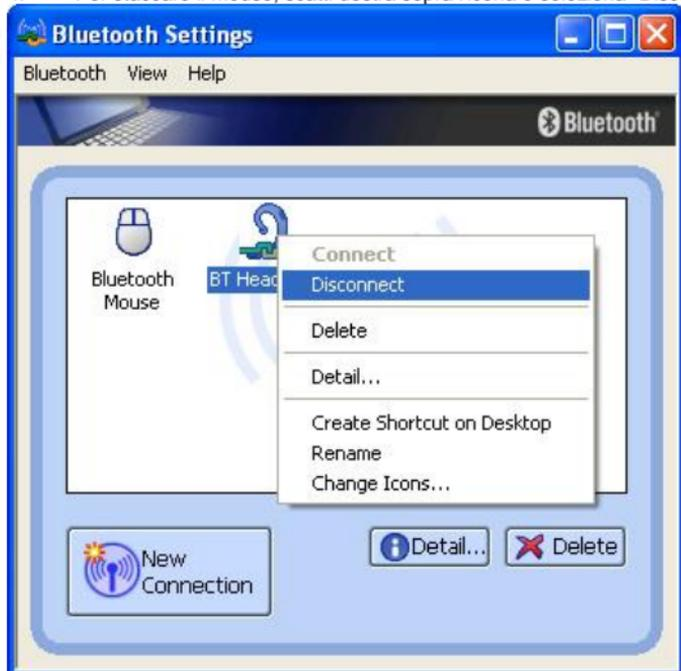 Bluetooth Settings
Bluetooth View Help
Bluetooth
Bluetooth
Mouse
BT Head
Connect
Disconnect
Delete
Detail...
Create Shortcut on Desktop
Rename
Change Icons...
New
Connection
Detail...
Delete